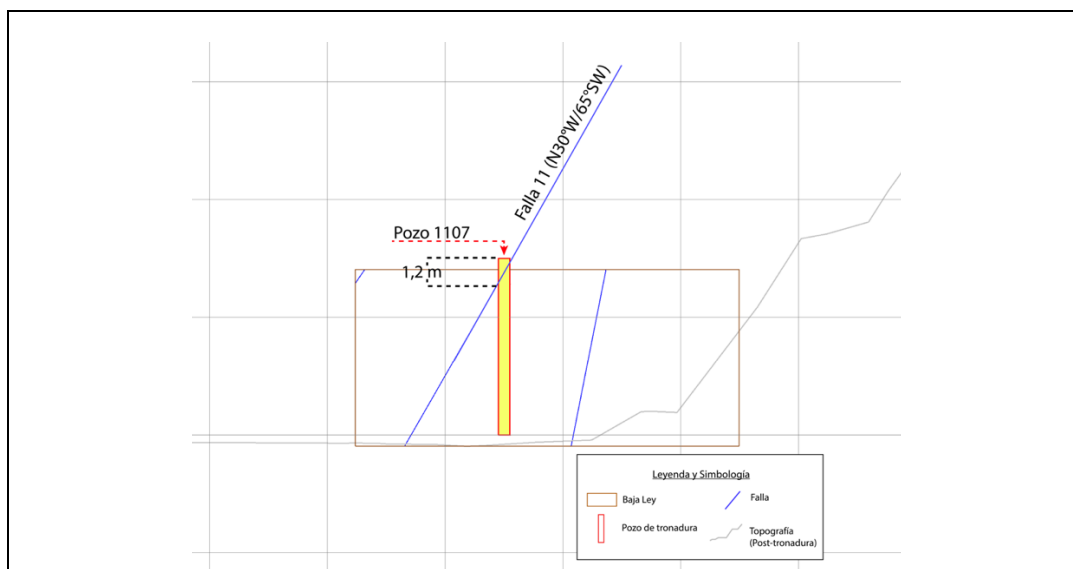 Falla 11 (N30°W/65°SW)
Pozo 1107
1,2 m
Leyenda y Simbología
Baja Ley
Falla
Pozo de tronadura
Topografía
(Post-tronadura)